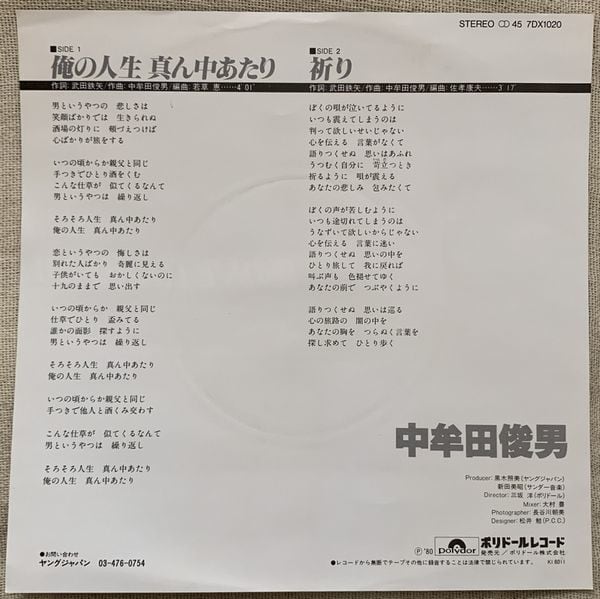 STEREO 45 7DX1020
■SIDE 1
俺の人生 真ん中あたり
作詞:武田鉄矢/作曲:中牟田俊男/編曲:若草 恵……4'01"
男というやつの 悲しさは
笑顔ばかりでは 生きられぬ
酒場の灯りに 頬づえつけば
心ばかりが旅をする
いつの頃からか親父と同じ
手つきでひとり酒をくむ
こんな仕草が 似てくるなんて
男というやつは 繰り返し
そろそろ人生 真ん中あたり
俺の人生 真ん中あたり
恋というやつの 悔しさは
別れた人ばかり 奇麗に見える
子供がいても おかしくないのに
十九のままで 思い出す
いつの頃からか 親父と同じ
仕草でひとり 盃みてる
誰かの面影 探すように
男というやつは 繰り返し
そろそろ人生 真ん中あたり
俺の人生 真ん中あたり
いつの頃からか親父と同じ
手つきで他人と酒くみ交わす
こんな仕草が 似てくるなんて
男というやつは 繰り返し
そろそろ人生 真ん中あたり
俺の人生 真ん中あたり
■SIDE 2
祈り
作詞:武田鉄矢/作曲:中牟田俊男/編曲:佐孝康夫……3'17"
ぼくの唄が泣いてるように
いつも震えてしまうのは
判って欲しいせいじゃない
心を伝える 言葉がなくて
語りつくせぬ 思いはあふれ
うつむく自分に 苛立つとき
祈るように 唄が震える
あなたの悲しみ 包みたくて
ぼくの声が苦しむように
いつも途切れてしまうのは
うなずいて欲しいからじゃない
心を伝える 言葉に迷い
語りつくせぬ 思いの中を
ひとり旅して 我に戻れば
叫ぶ声も 色褪せてゆく
あなたの前で つぶやくように
語りつくせぬ 思いは巡る
心の旅路の 闇の中を
あなたの胸を つらぬく言葉を
探し求めて ひとり歩く
中牟田俊男
Producer:黒木照美(ヤングジャパン)
新田美昭(サンダー音楽)
Director:三坂 洋(ポリドール)
Mixer:大村 豊
Photographer:長谷川朝美
Designer:松井 勉(P.C.C.)
●お問い合わせ
ヤングジャパン 03-476-0754
Ⓟ'80
Polydor
ポリドールレコード
発売元/ポリドール株式会社
●レコードから無断でテープその他に録音することは法律で禁じられています。
KI 8011